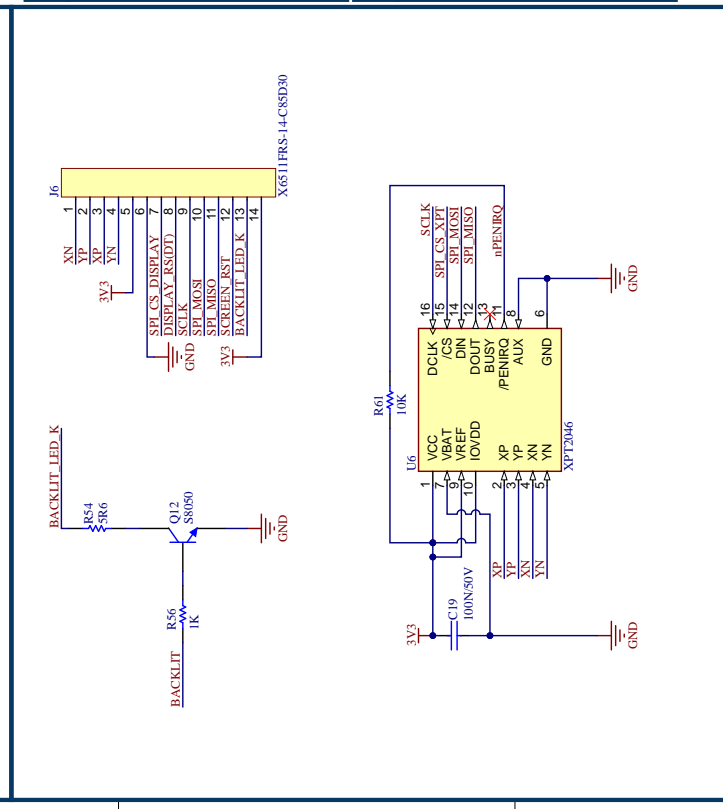 J6
X6511FRS-14-C85D30
1
2
3
4
5
6
7
8
9
10
11
12
13
14
XN
YP
XP
YN
3V3
GND
SPI_CS_DISPLAY
DISPLAY_RS(DT)
SCLK
SPI_MOSI
SPI_MISO
SCREEN_RST
BACKLIT_LED_K
3V3
BACKLIT_LED_K
R54
5R6
Q12
S8050
GND
R56
1K
BACKLIT
SCLK
SPI_CS_XPT
SPI_MOSI
SPI_MISO
nPENIRQ
16
15
14
12
13
11
8
6
DCLK
/CS
DIN
DOUT
BUSY
/PENIRQ
AUX
GND
GND
R61
10K
U6
XPT2046
VCC
VBAT
VREF
IOVDD
XP
YP
XN
YN
1
7
9
10
2
3
4
5
XP
YP
XN
YN
3V3
C19
100N/50V
GND